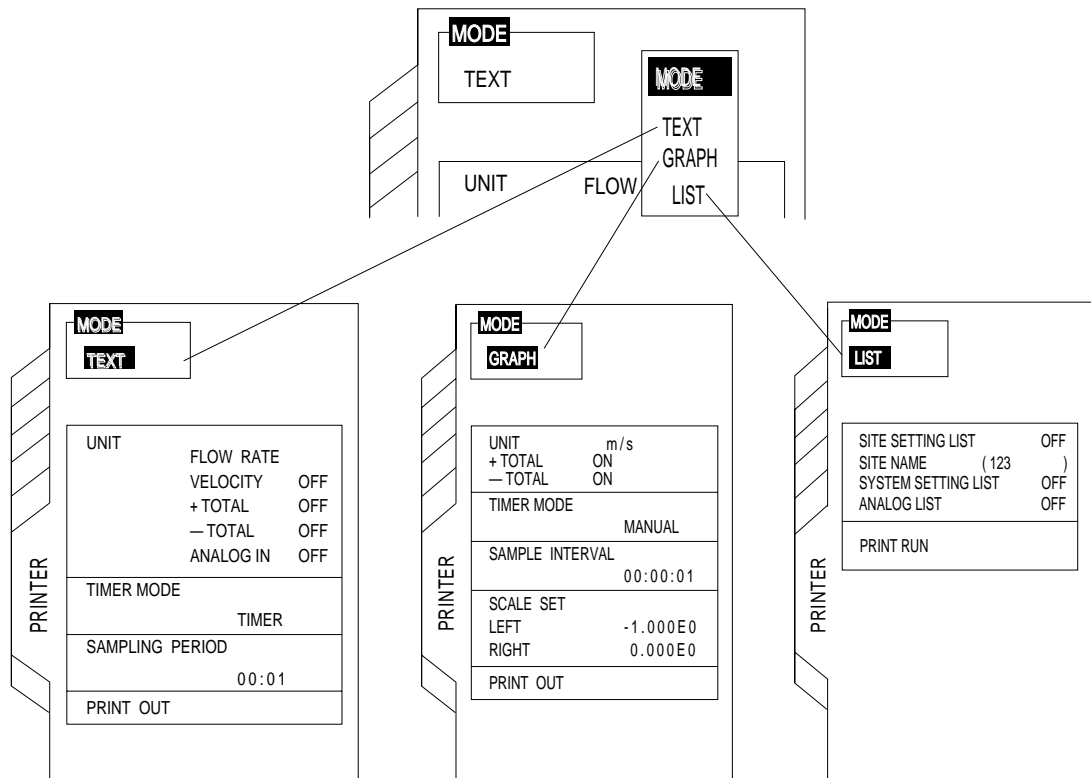 MODE
TEXT
MODE
TEXT
GRAPH
LIST
UNIT FLOW
PRINTER
MODE
TEXT
UNIT
FLOW RATE
VELOCITY OFF
+ TOTAL OFF
— TOTAL OFF
ANALOG IN OFF
TIMER MODE
TIMER
SAMPLING PERIOD
00:01
PRINT OUT
PRINTER
MODE
GRAPH
UNIT m/s
+ TOTAL ON
— TOTAL ON
TIMER MODE
MANUAL
SAMPLE INTERVAL
00:00:01
SCALE SET
LEFT -1.000E0
RIGHT 0.000E0
PRINT OUT
PRINTER
MODE
LIST
SITE SETTING LIST OFF
SITE NAME (123 )
SYSTEM SETTING LIST OFF
ANALOG LIST OFF
PRINT RUN